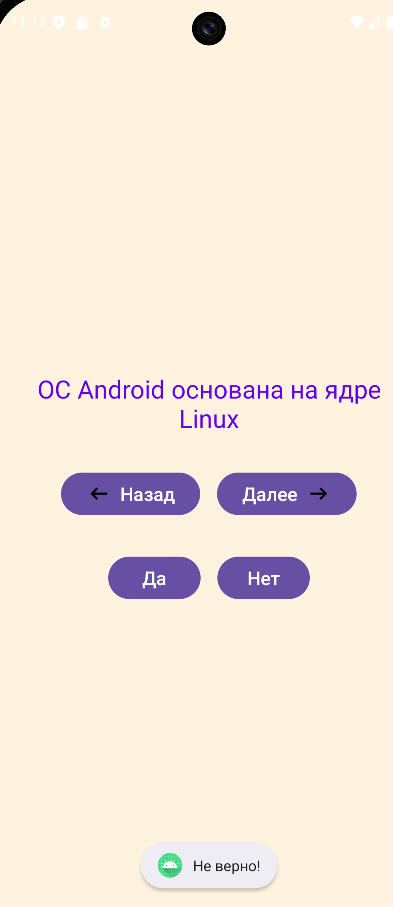 11:12
ОС Android основана на ядре
Linux
Назад
Далее
Да
Нет
Не верно!